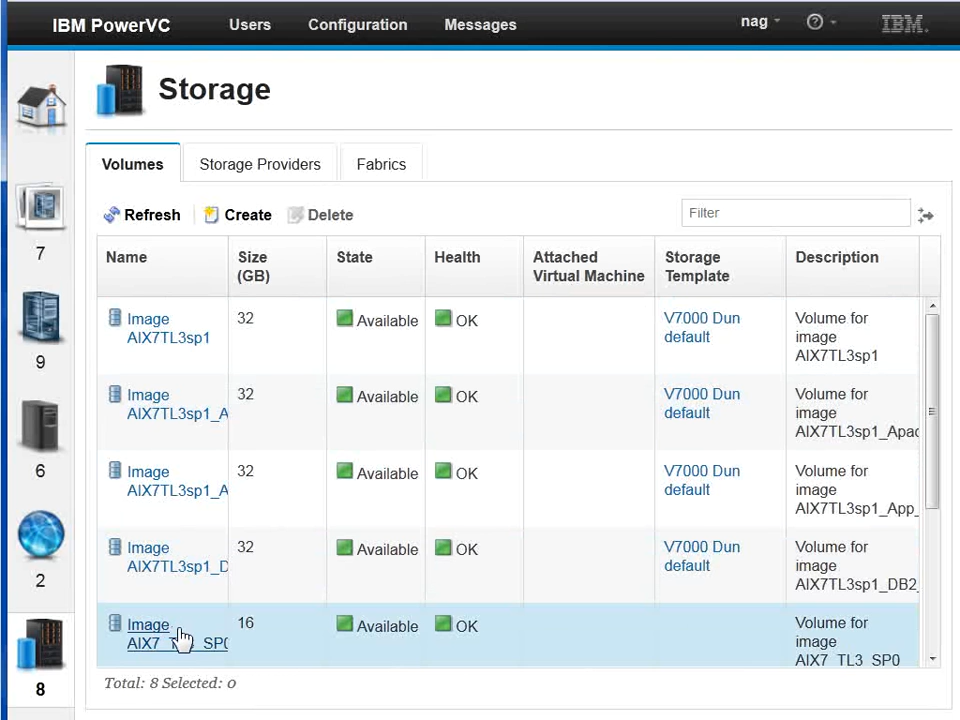 IBM PowerVC Users Configuration Messages nag ? IBM.
Storage
Volumes Storage Providers Fabrics
Refresh Create Delete Filter
Name Size (GB) State Health Attached Virtual Machine Storage Template Description
Image AIX7TL3sp1 32 Available OK V7000 Dun default Volume for image AIX7TL3sp1
Image AIX7TL3sp1_A 32 Available OK V7000 Dun default Volume for image AIX7TL3sp1_Apac
Image AIX7TL3sp1_A 32 Available OK V7000 Dun default Volume for image AIX7TL3sp1_App_
Image AIX7TL3sp1_D 32 Available OK V7000 Dun default Volume for image AIX7TL3sp1_DB2_
Image AIX7_TL3_SP0 16 Available OK Volume for image AIX7_TL3_SP0
Total: 8 Selected: 0
7
9
6
2
8